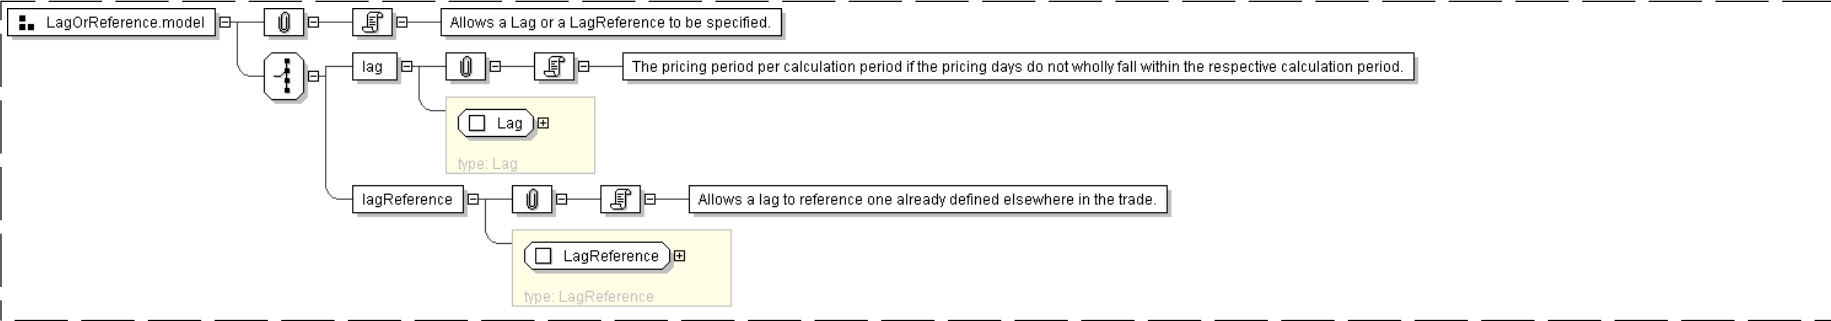 LagOrReference.model
Allows a Lag or a LagReference to be specified.
lag
The pricing period per calculation period if the pricing days do not wholly fall within the respective calculation period.
Lag
type: Lag
lagReference
Allows a lag to reference one already defined elsewhere in the trade.
LagReference
type: LagReference